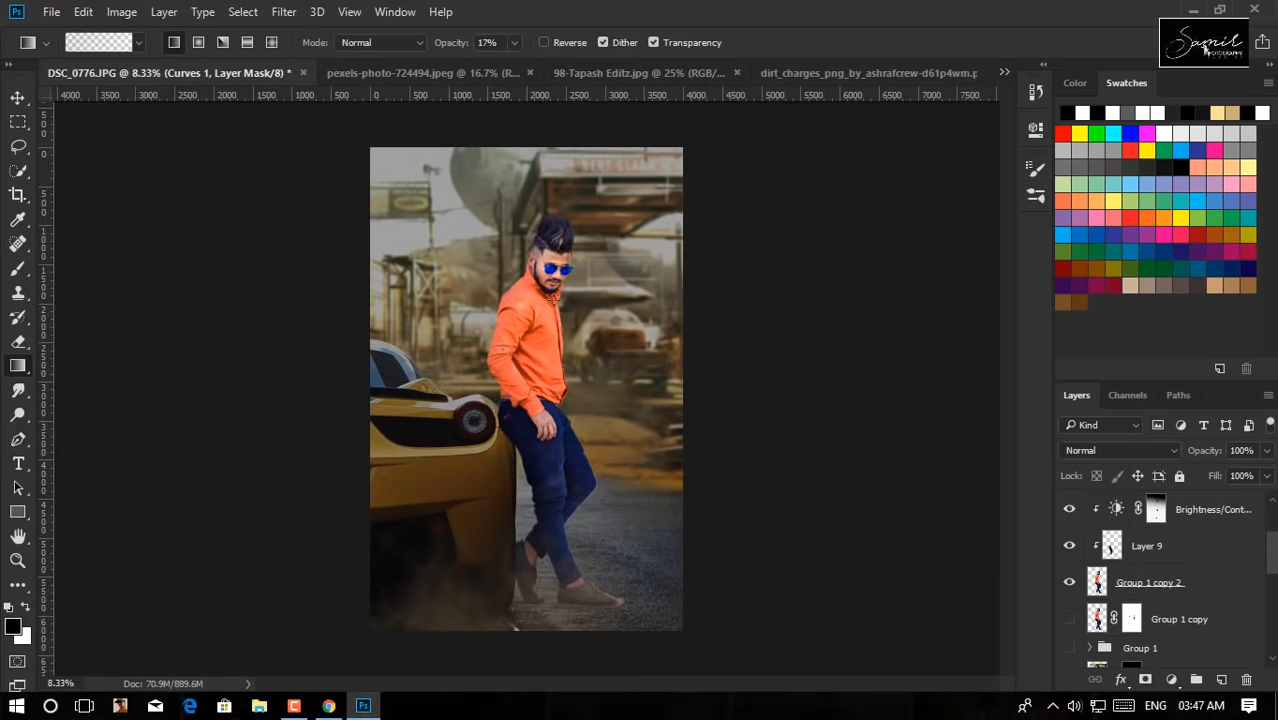 Ps File Edit Image Layer Type Select Filter 3D View Window Help
Mode: Normal Opacity: 17% Reverse Dither Transparency
Samir
PHOTOGRAPHY
DSC_0776.JPG @ 8.33% (Curves 1, Layer Mask/8) * × pexels-photo-724494.jpeg @ 16.7% (R... × 98-Tapash Editz.jpg @ 25% (RGB/... × dirt_charges_png_by_ashrafcrew-d61p4wm.p
4000 3500 3000 2500 2000 1500 1000 500 0 500 1000 1500 2000 2500 3000 3500 4000 4500 5000 5500 6000 6500 7000 7500
Color Swatches
Layers Channels Paths
Kind
Normal Opacity: 100%
Lock: Fill: 100%
Brightness/Cont...
Layer 9
Group 1 copy 2
Group 1 copy
Group 1
8.33% Doc: 70.9M/889.6M
ENG 03:47 AM